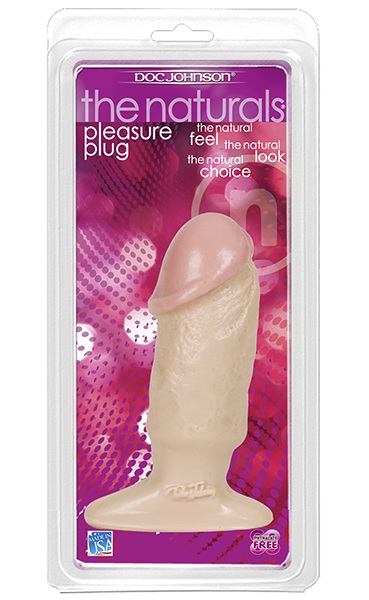 DOC JOHNSON®
the naturals®
pleasure
plug
the natural
feel
the natural
look
the natural
choice
n
MADE IN
USA
PHTHALATE
FREE